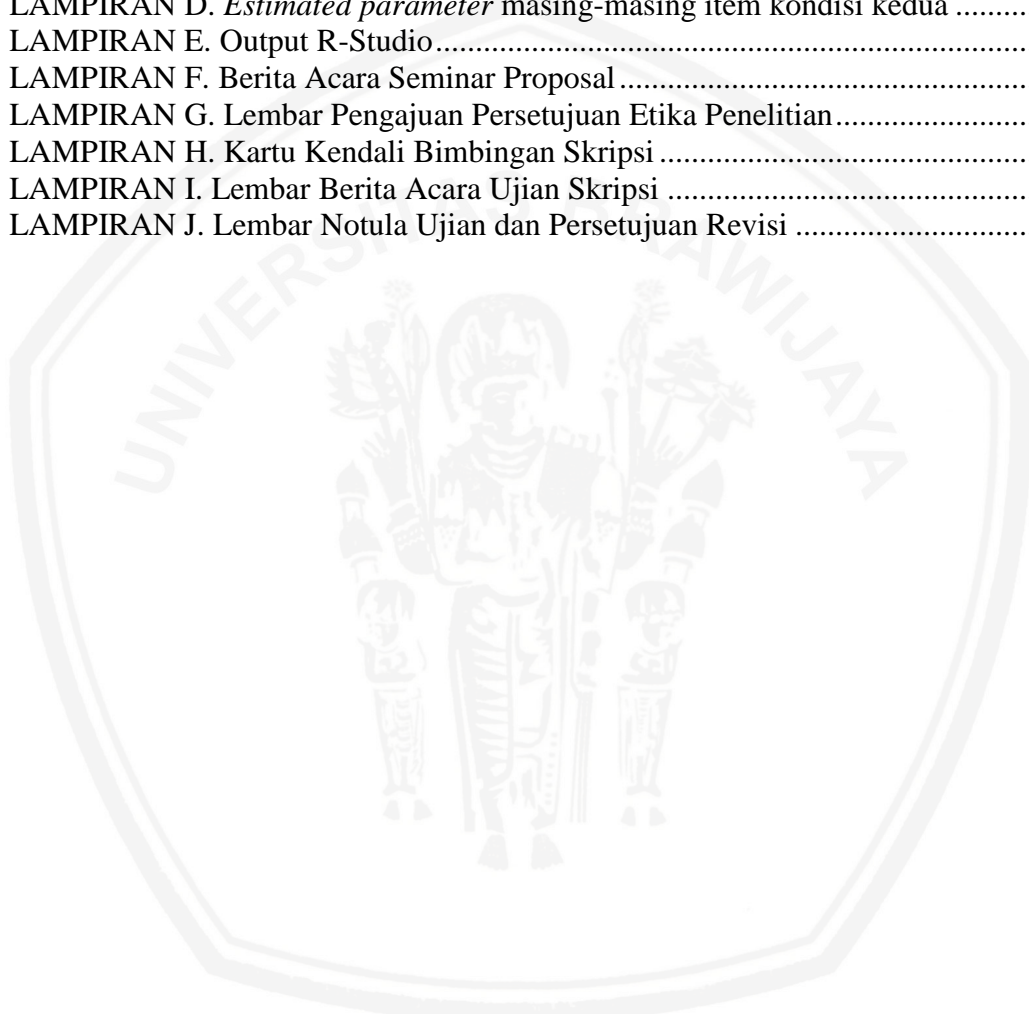 LAMPIRAN D. Estimated parameter masing-masing item kondisi kedua .........
LAMPIRAN E. Output R-Studio.........................................................................
LAMPIRAN F. Berita Acara Seminar Proposal..................................................
LAMPIRAN G. Lembar Pengajuan Persetujuan Etika Penelitian.......................
LAMPIRAN H. Kartu Kendali Bimbingan Skripsi.............................................
LAMPIRAN I. Lembar Berita Acara Ujian Skripsi ............................................
LAMPIRAN J. Lembar Notula Ujian dan Persetujuan Revisi ............................
UNIVERSITAS BRAWIJAYA